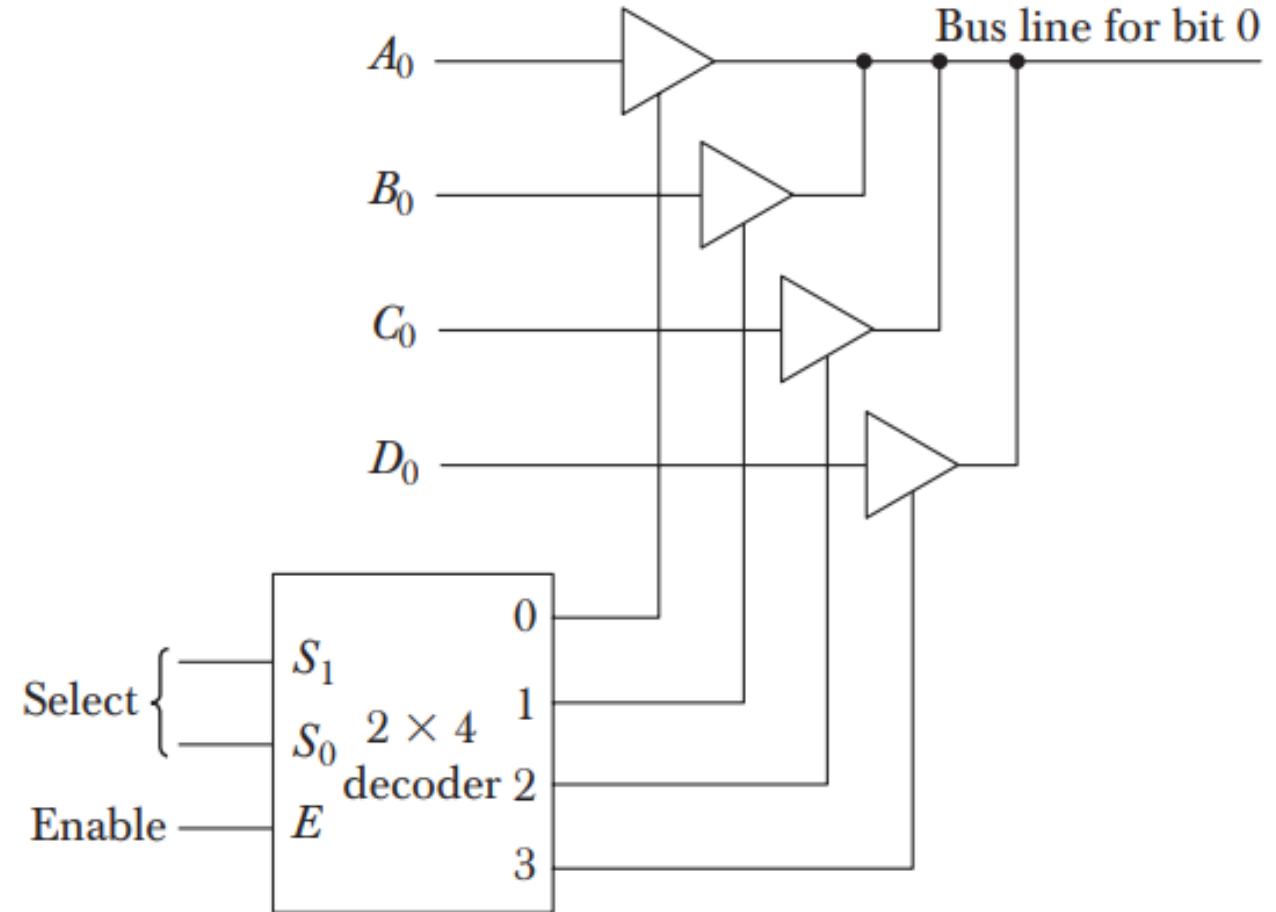 Bus line for bit 0
A₀
B₀
C₀
D₀
0
S₁
Select
1
S₀ 2 × 4
decoder 2
Enable E
3